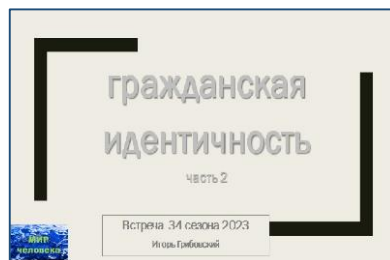 гражданская
идентичность
часть 2
Встреча 34 сезона 2023
Игорь Грибовский
МИР
человека